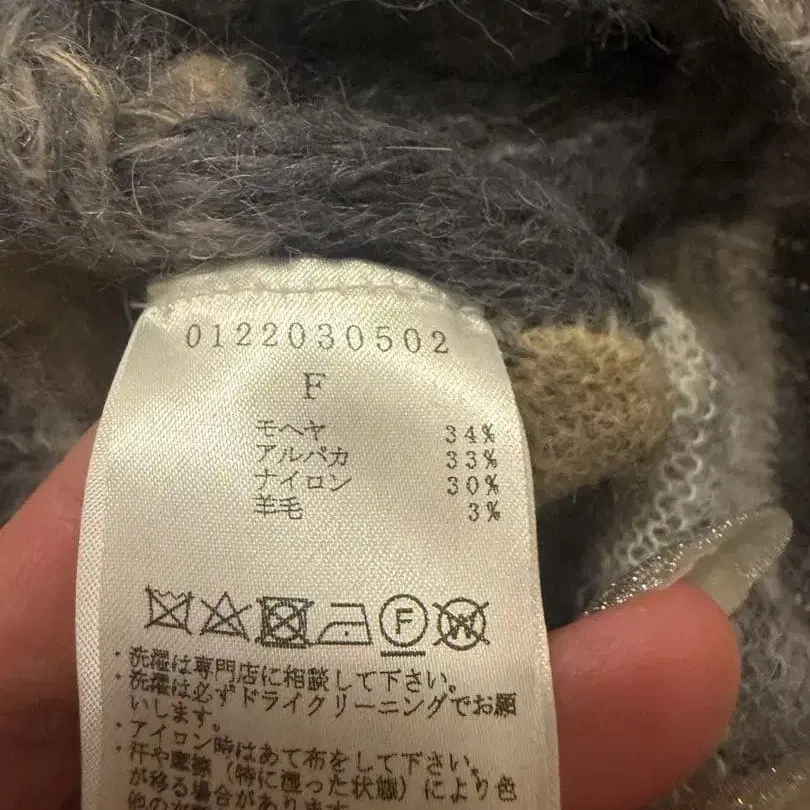 0122030502
F
モヘヤ 34%
アルパカ 33%
ナイロン 30%
羊毛 3%
F W
・洗濯は専門店に相談して下さい。
・洗濯は必ずドライクリーニングでお願
いします。
・アイロン時はあて布をして下さい。
・汗や摩擦（特に湿った状態）により色
が移る場合があります
他の